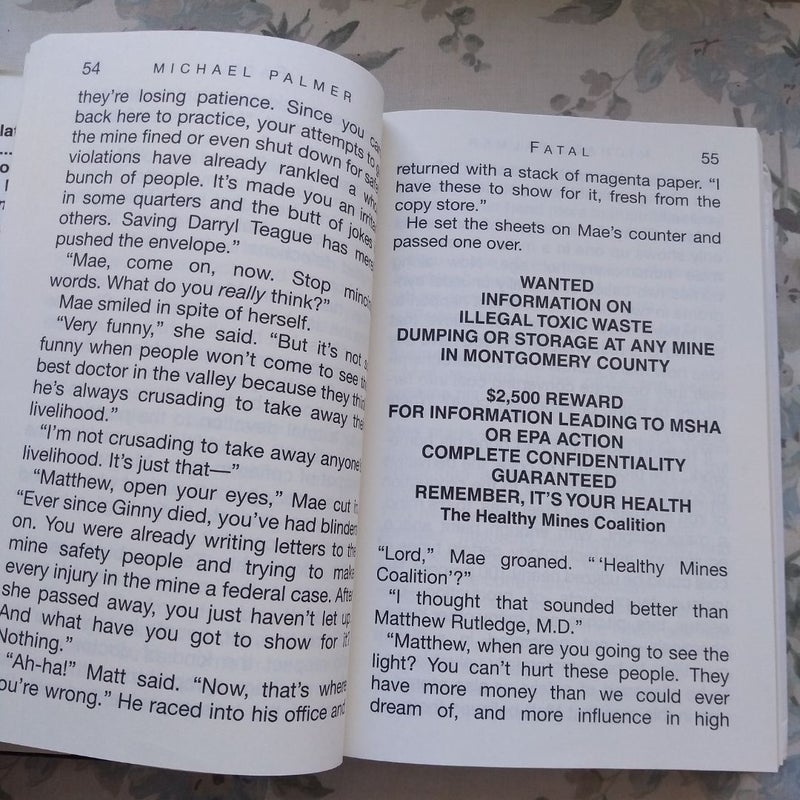 54 MICHAEL PALMER
they're losing patience. Since you
back here to practice, your attempts to
the mine fined or even shut down for
violations have already rankled a
bunch of people. It's made you an
in some quarters and the butt of jokes
others. Saving Darryl Teague has
pushed the envelope."
"Mae, come on, now. Stop
words. What do you really think?"
Mae smiled in spite of herself.
"Very funny," she said. "But it's not
funny when people won't come to see
best doctor in the valley because they
he's always crusading to take away
livelihood."
"I'm not crusading to take away
livelihood. It's just that—"
"Matthew, open your eyes," Mae cut
"Ever since Ginny died, you've had
on. You were already writing letters to
mine safety people and trying to
every injury in the mine a federal case. After
she passed away, you just haven't let up.
And what have you got to show for it?
Nothing."
"Ah-ha!" Matt said. "Now, that's where
you're wrong." He raced into his office and
FATAL 55
returned with a stack of magenta paper. "I
have these to show for it, fresh from the
copy store."
He set the sheets on Mae's counter and
passed one over.
WANTED
INFORMATION ON
ILLEGAL TOXIC WASTE
DUMPING OR STORAGE AT ANY MINE
IN MONTGOMERY COUNTY
$2,500 REWARD
FOR INFORMATION LEADING TO MSHA
OR EPA ACTION
COMPLETE CONFIDENTIALITY
GUARANTEED
REMEMBER, IT'S YOUR HEALTH
The Healthy Mines Coalition
"Lord," Mae groaned. "'Healthy Mines
Coalition'?"
"I thought that sounded better than
Matthew Rutledge, M.D."
"Matthew, when are you going to see the
light? You can't hurt these people. They
have more money than we could ever
dream of, and more influence in high